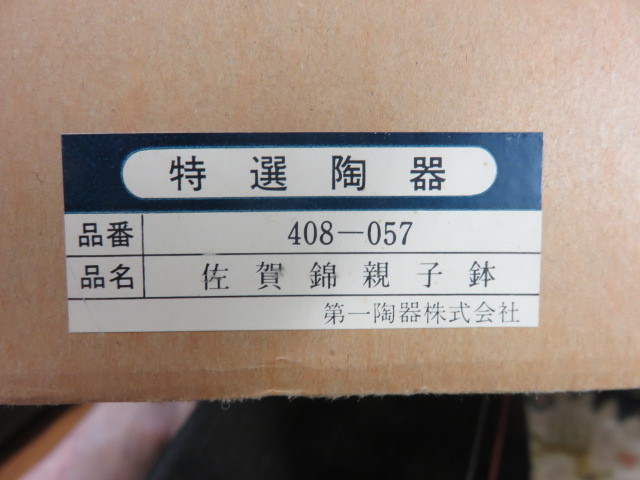 特選陶器
品番 408-057
品名 佐賀錦親子鉢
第一陶器株式会社